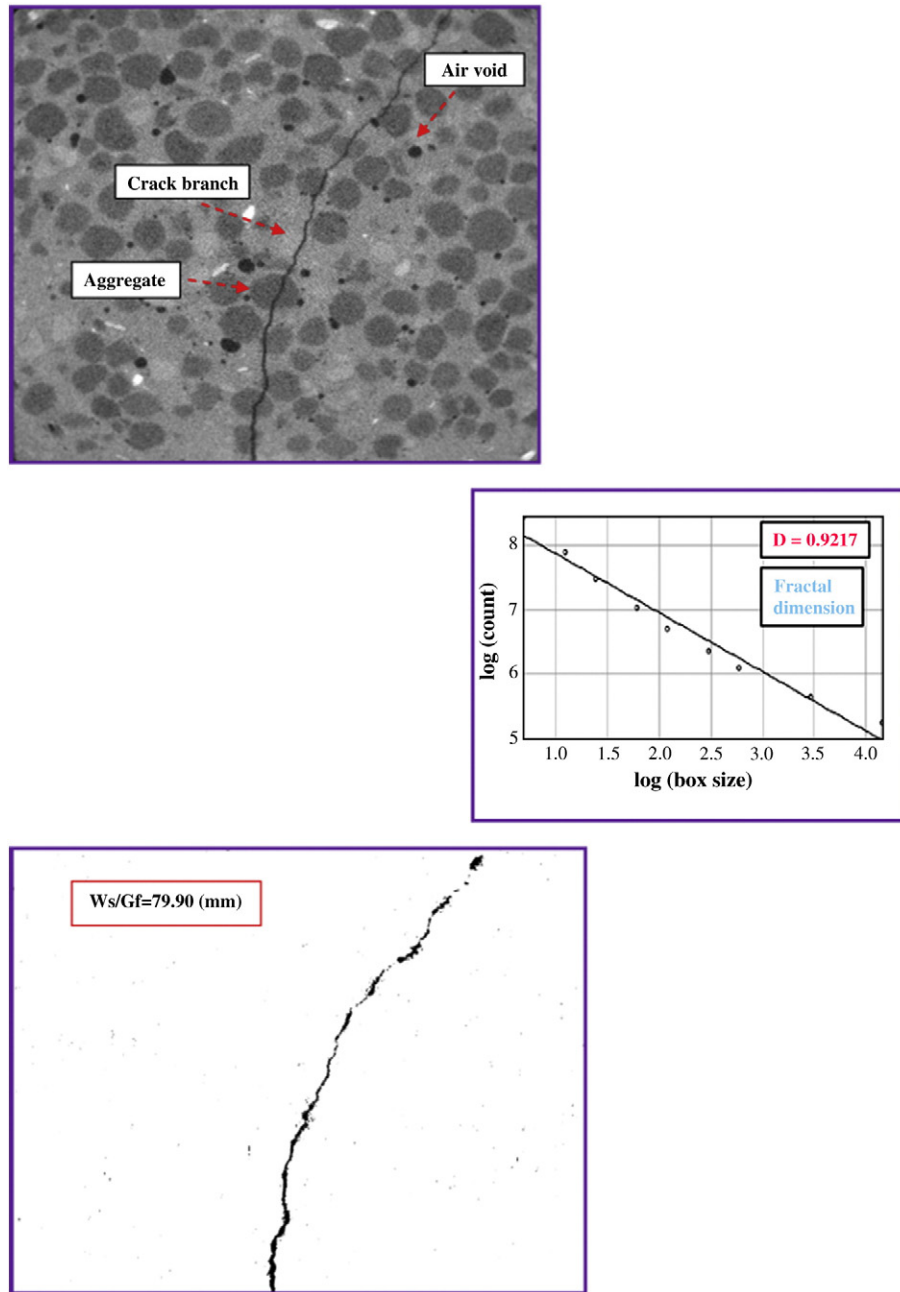 Air void
Crack branch
Aggregate
D = 0.9217
Fractal
dimension
log (count)
8
7
6
5
1.0 1.5 2.0 2.5 3.0 3.5 4.0
log (box size)
Ws/Gf=79.90 (mm)